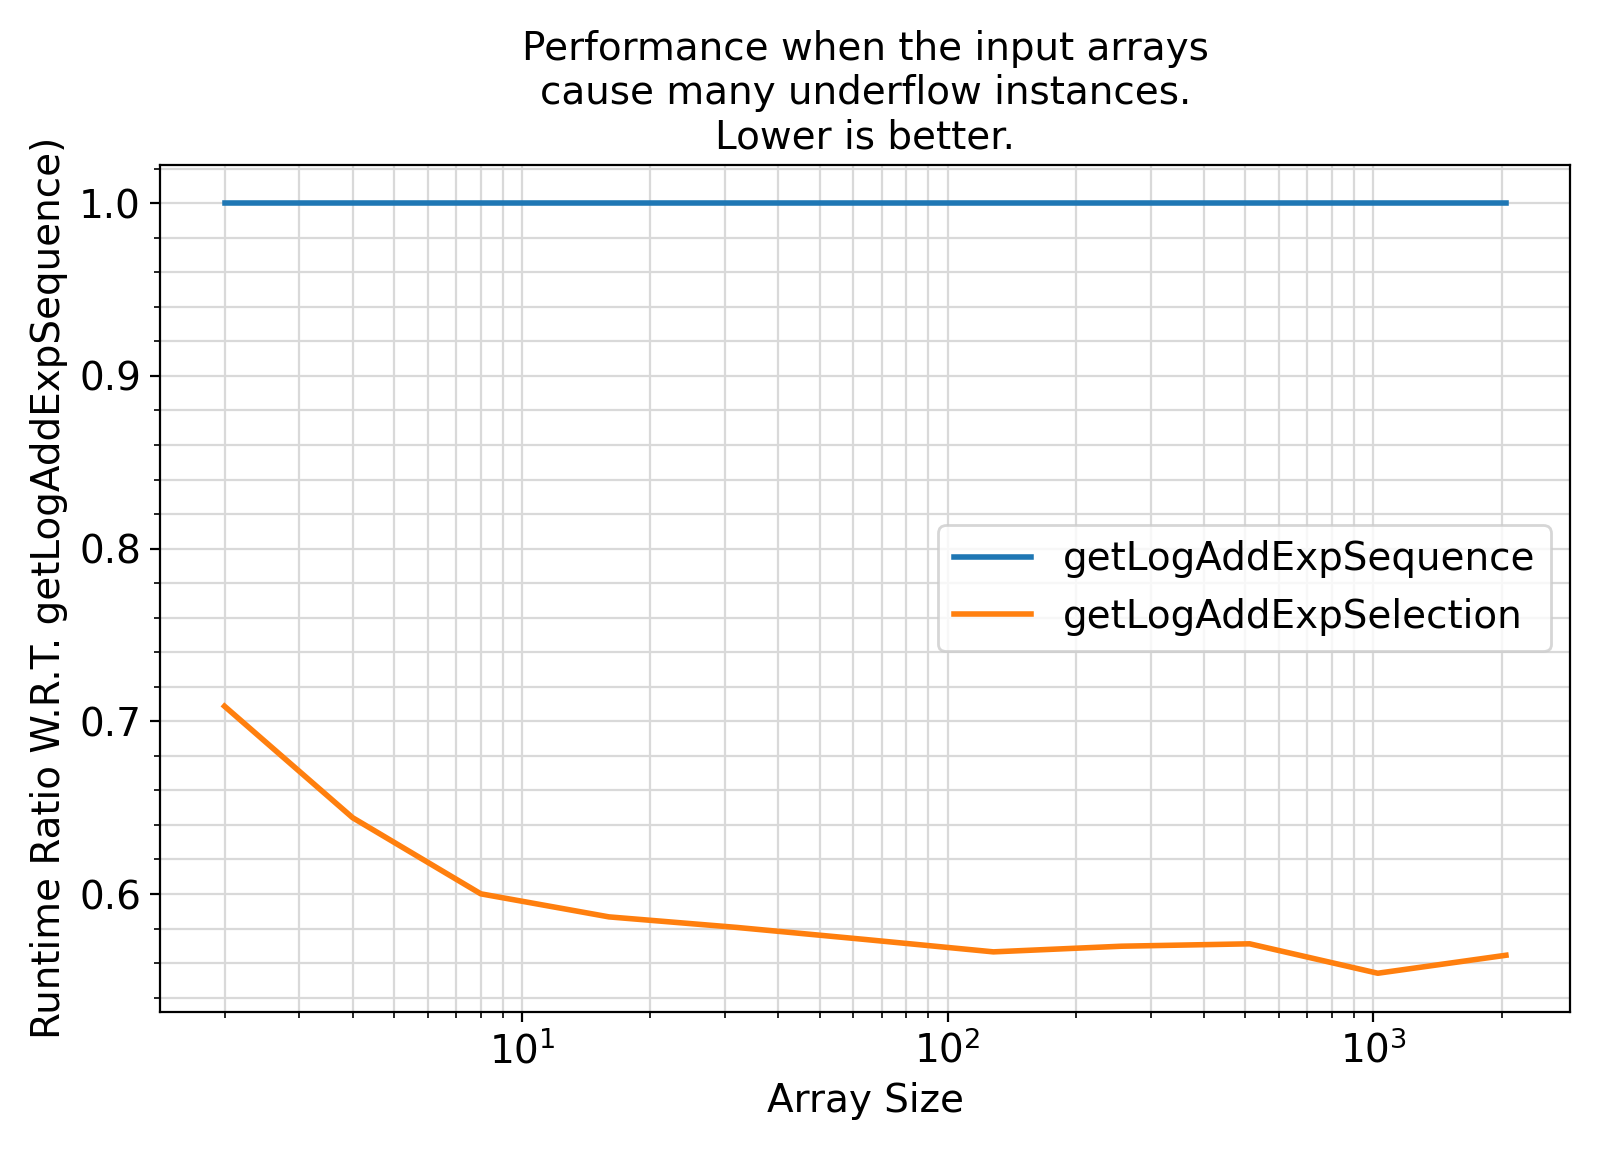 Performance when the input arrays
cause many underflow instances.
Lower is better.
Runtime Ratio W.R.T. getLogAddExpSequence)
1.0
0.9
0.8
0.7
0.6
getLogAddExpSequence
getLogAddExpSelection
10¹ 10² 10³
Array Size